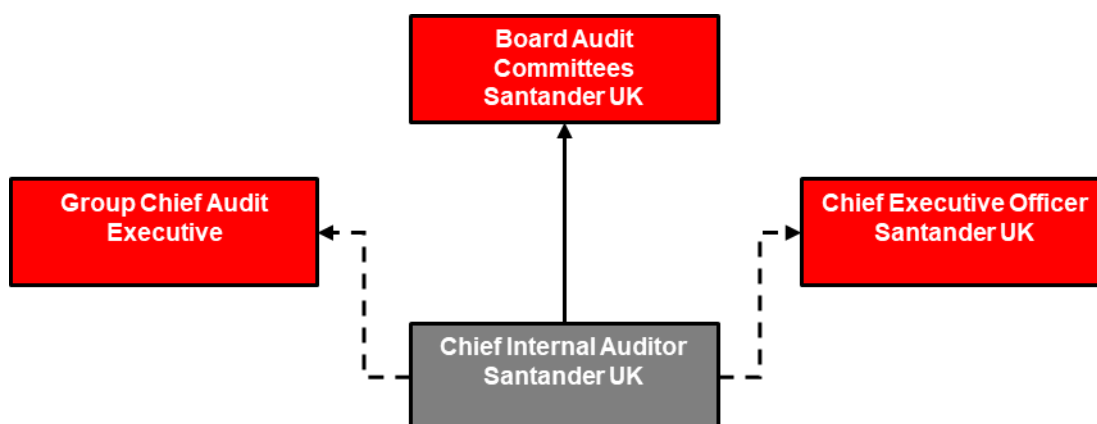 Board Audit
Committees
Santander UK
Group Chief Audit
Executive
Chief Executive Officer
Santander UK
Chief Internal Auditor
Santander UK